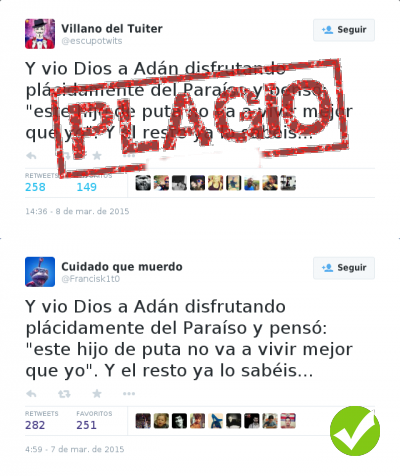 Villano del Tuiter
@escupotwits
Seguir
Y vio Dios a Adán disfrutando
plácidamente del Paraíso y pensó:
"este hijo de puta no va a vivir mejor
que yo". Y el resto ya lo sabéis...
PLAGIO
RETWEETS FAVORITOS
258 149
14:36 - 8 de mar. de 2015
Cuidado que muerdo
@Francisk1t0
Seguir
Y vio Dios a Adán disfrutando
plácidamente del Paraíso y pensó:
"este hijo de puta no va a vivir mejor
que yo". Y el resto ya lo sabéis...
RETWEETS FAVORITOS
282 251
4:59 - 7 de mar. de 2015